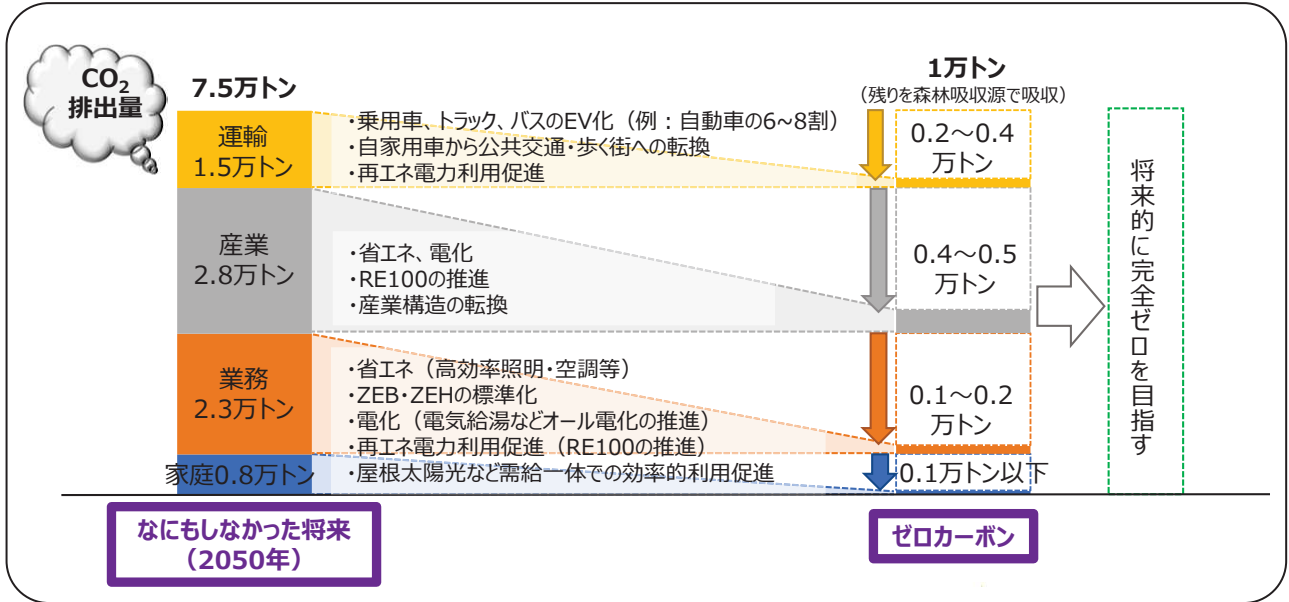 CO₂
排出量
7.5万トン
運輸
1.5万トン
産業
2.8万トン
業務
2.3万トン
家庭0.8万トン
なにもしなかった将来
（2050年）
・乗用車、トラック、バスのEV化（例：自動車の6~8割）
・自家用車から公共交通・歩く街への転換
・再エネ電力利用促進
・省エネ、電化
・RE100の推進
・産業構造の転換
・省エネ（高効率照明・空調等）
・ZEB・ZEHの標準化
・電化（電気給湯などオール電化の推進）
・再エネ電力利用促進（RE100の推進）
・屋根太陽光など需給一体での効率的利用促進
1万トン
（残りを森林吸収源で吸収）
0.2～0.4
万トン
0.4～0.5
万トン
0.1～0.2
万トン
0.1万トン以下
ゼロカーボン
将来的に完全ゼロを目指す